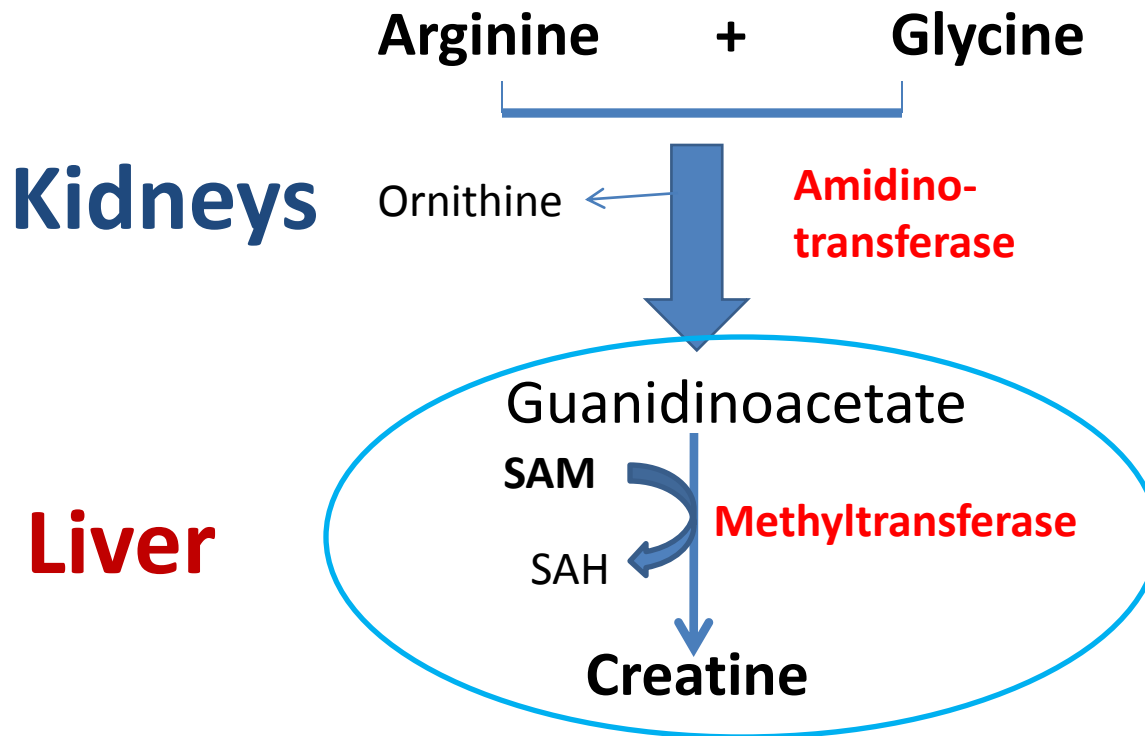 Arginine + Glycine
Kidneys
Ornithine
Amidino-
transferase
Guanidinoacetate
SAM
Methyltransferase
Liver
SAH
Creatine